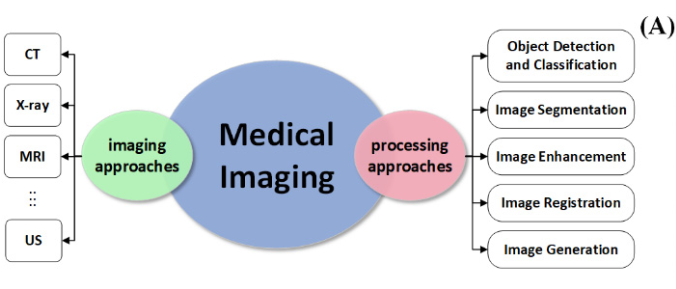 (A)
CT
X-ray
MRI
US
imaging
approaches
Medical
Imaging
processing
approaches
Object Detection
and Classification
Image Segmentation
Image Enhancement
Image Registration
Image Generation